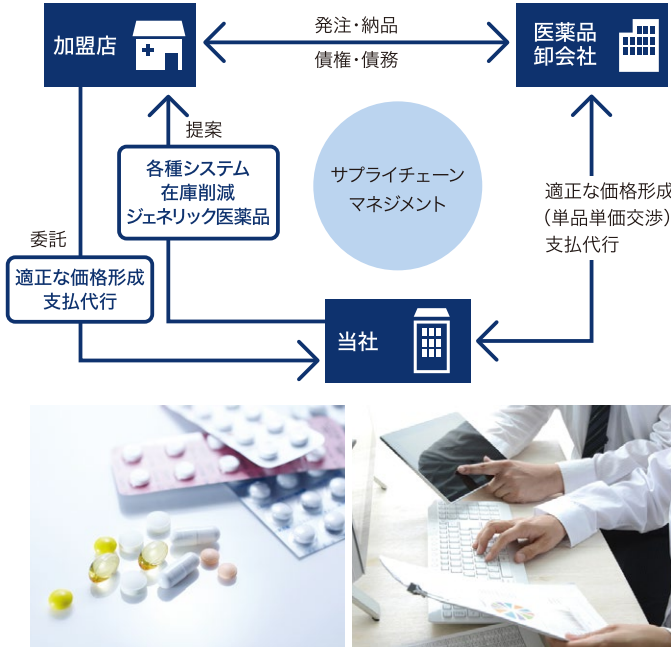 加盟店
発注・納品
債権・債務
医薬品
卸会社
提案
各種システム
在庫削減
ジェネリック医薬品
サプライチェーン
マネジメント
適正な価格形成
(単品単価交渉)
支払代行
委託
適正な価格形成
支払代行
当社